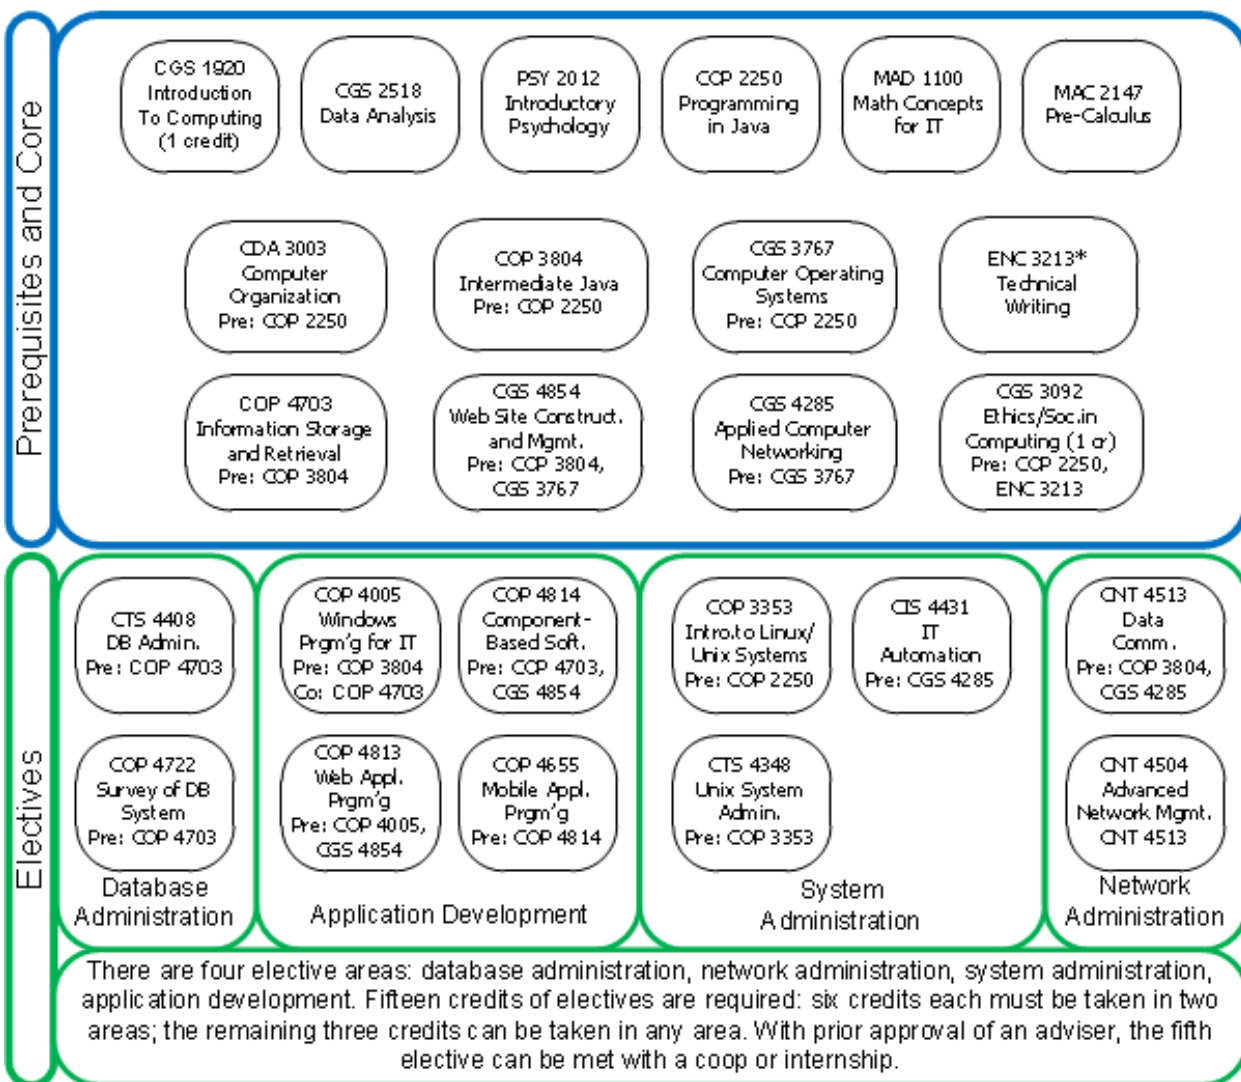 Prerequisites and Core
CGS 1920
Introduction
To Computing
(1 credit)
CGS 2518
Data Analysis
PSY 2012
Introductory
Psychology
COP 2250
Programming
in Java
MAD 1100
Math Concepts
for IT
MAC 2147
Pre-Calculus
CDA 3003
Computer
Organization
Pre: COP 2250
COP 3804
Intermediate Java
Pre: COP 2250
CGS 3767
Computer Operating
Systems
Pre: COP 2250
ENC 3213*
Technical
Writing
COP 4703
Information Storage
and Retrieval
Pre: COP 3804
CGS 4854
Web Site Construct.
and Mgmt.
Pre: COP 3804,
CGS 3767
CGS 4285
Applied Computer
Networking
Pre: CGS 3767
CGS 3092
Ethics/Soc.in
Computing (1 cr)
Pre: COP 2250,
ENC 3213
Electives
CTS 4408
DB Admin.
Pre: COP 4703
COP 4722
Survey of DB
System
Pre: COP 4703
Database
Administration
COP 4005
Windows
Prgm'g for IT
Pre: COP 3804
Co: COP 4703
COP 4814
Component-
Based Soft.
Pre: COP 4703,
CGS 4854
COP 4813
Web Appl.
Prgm'g
Pre: COP 4005,
CGS 4854
COP 4655
Mobile Appl.
Prgm'g
Pre: COP 4814
Application Development
COP 3353
Intro.to Linux/
Unix Systems
Pre: COP 2250
CIS 4431
IT
Automation
Pre: CGS 4285
CTS 4348
Unix System
Admin.
Pre: COP 3353
System
Administration
CNT 4513
Data
Comm.
Pre: COP 3804,
CGS 4285
CNT 4504
Advanced
Network Mgmt.
CNT 4513
Network
Administration
There are four elective areas: database administration, network administration, system administration,
application development. Fifteen credits of electives are required: six credits each must be taken in two
areas; the remaining three credits can be taken in any area. With prior approval of an adviser, the fifth
elective can be met with a coop or internship.